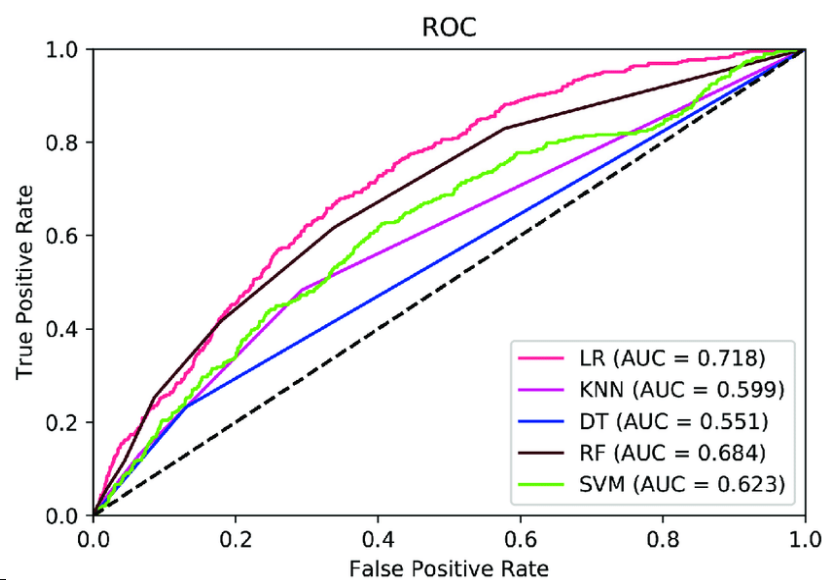 ROC
1.0
0.8
0.6
0.4
0.2
0.0
True Positive Rate
LR (AUC = 0.718)
KNN (AUC = 0.599)
DT (AUC = 0.551)
RF (AUC = 0.684)
SVM (AUC = 0.623)
0.0 0.2 0.4 0.6 0.8 1.0
False Positive Rate